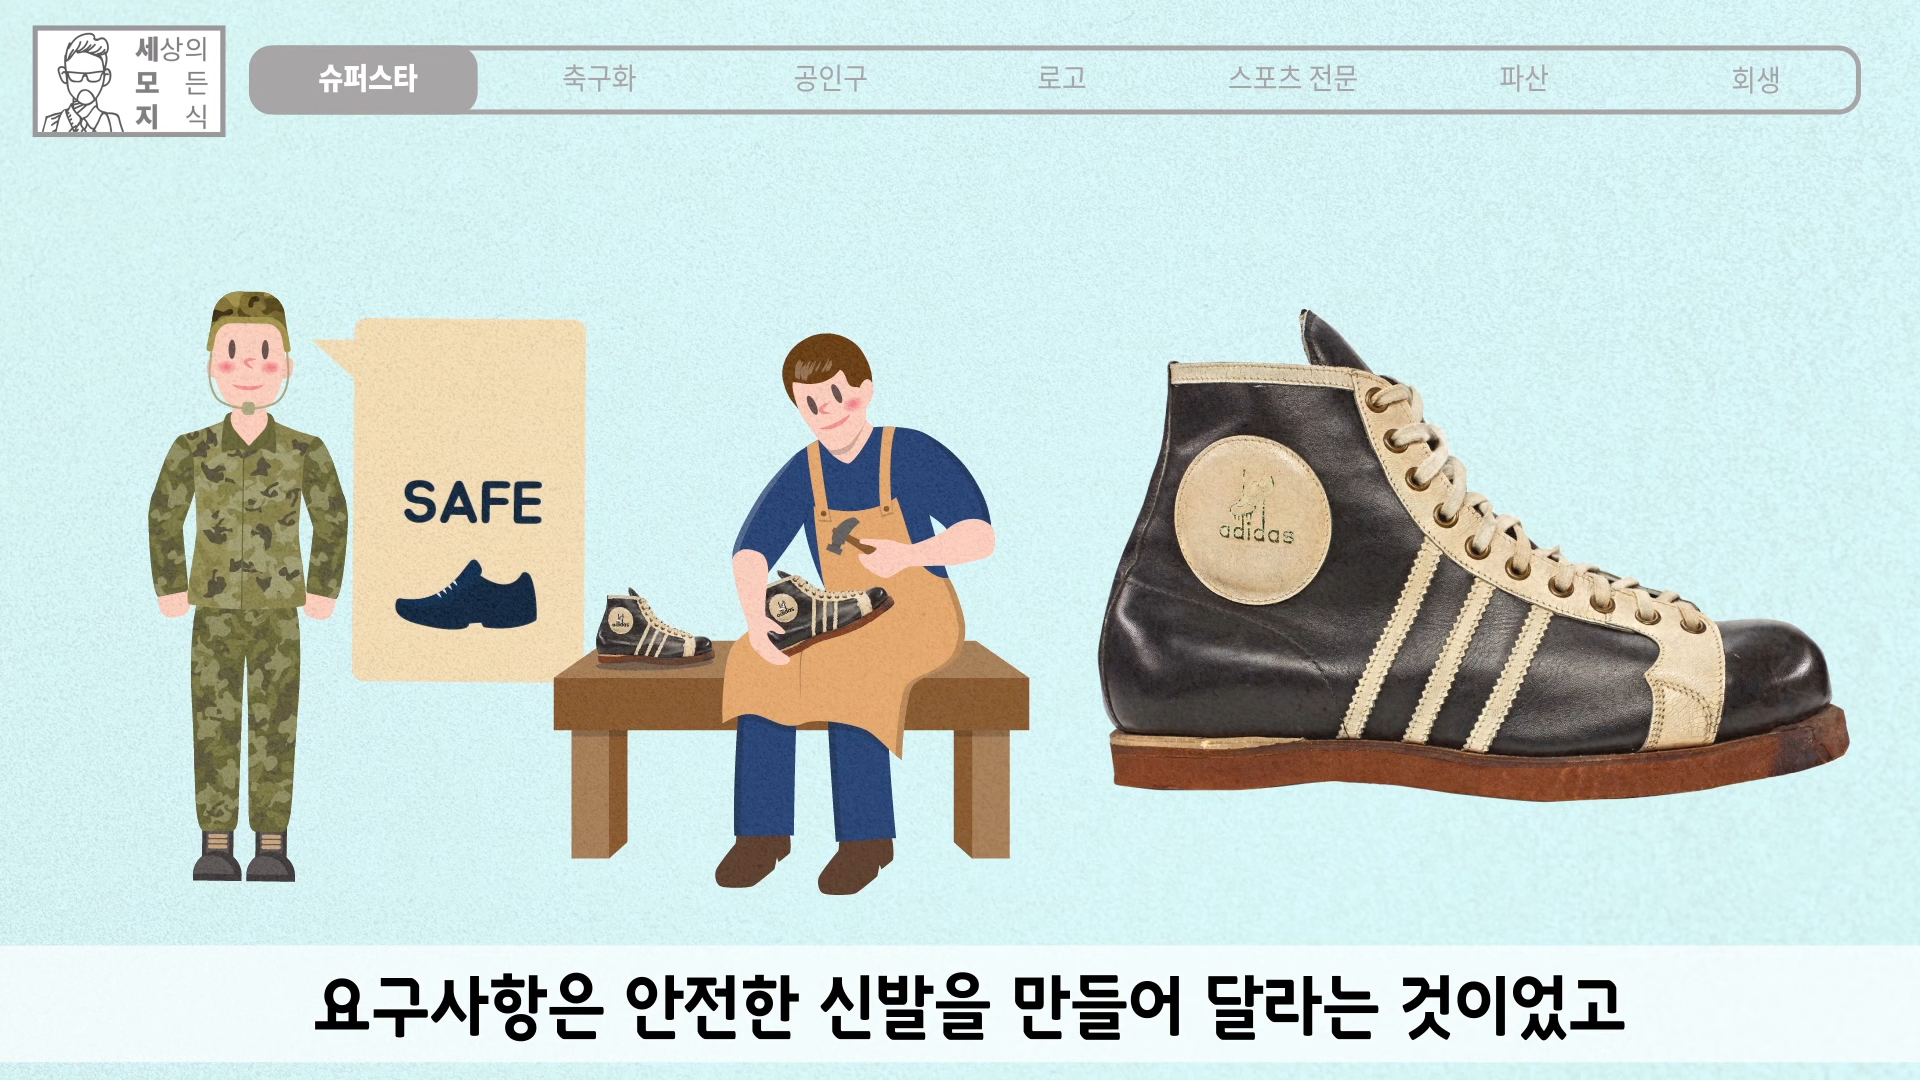 세상의
모든
지식
슈퍼스타
축구화
공인구
로고
스포츠 전문
파산
회생
SAFE
adidas
adidas
adidas
요구사항은 안전한 신발을 만들어 달라는 것이었고